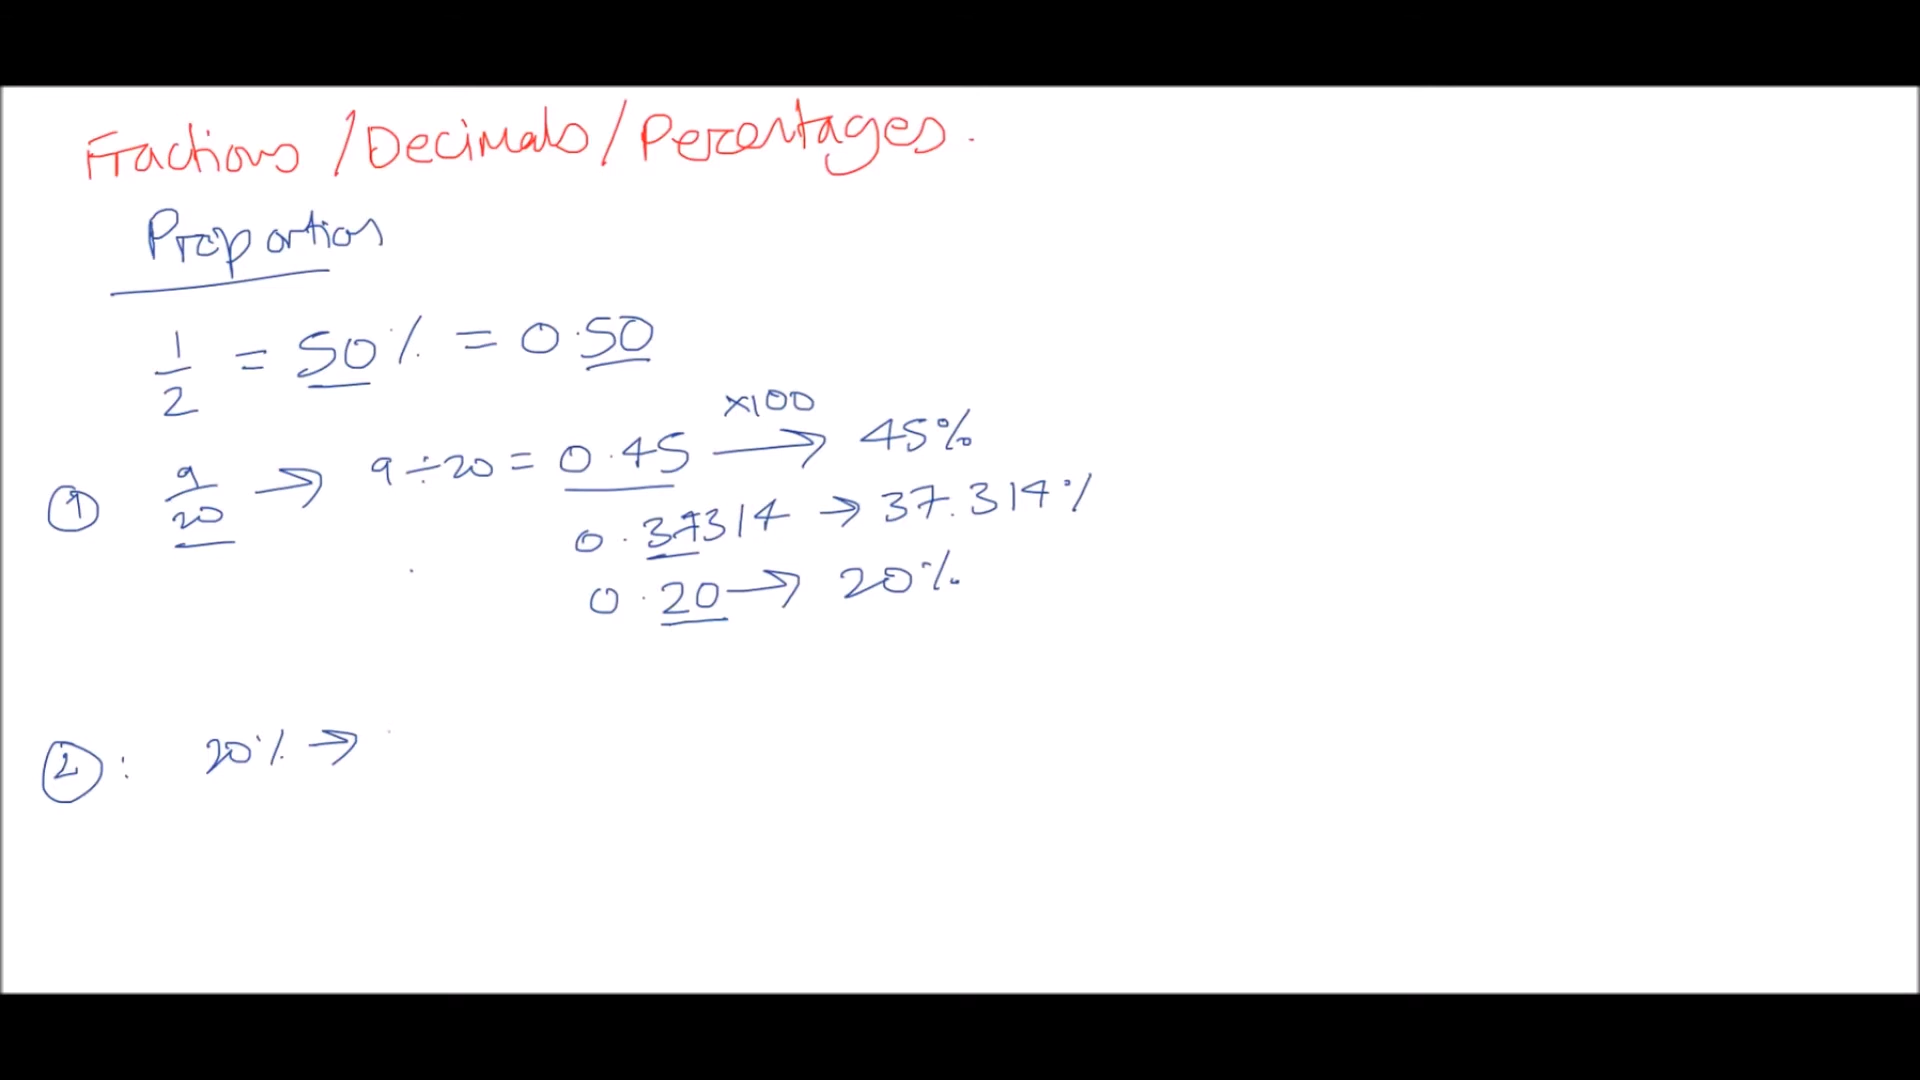 Fractions / Decimals / Percentages.
Proportion
1/2 = 50% = 0.50
① 9/20 → 9÷20 = 0.45 ×100 → 45%
0.37314 → 37.314%
0.20 → 20%
②: 20% →